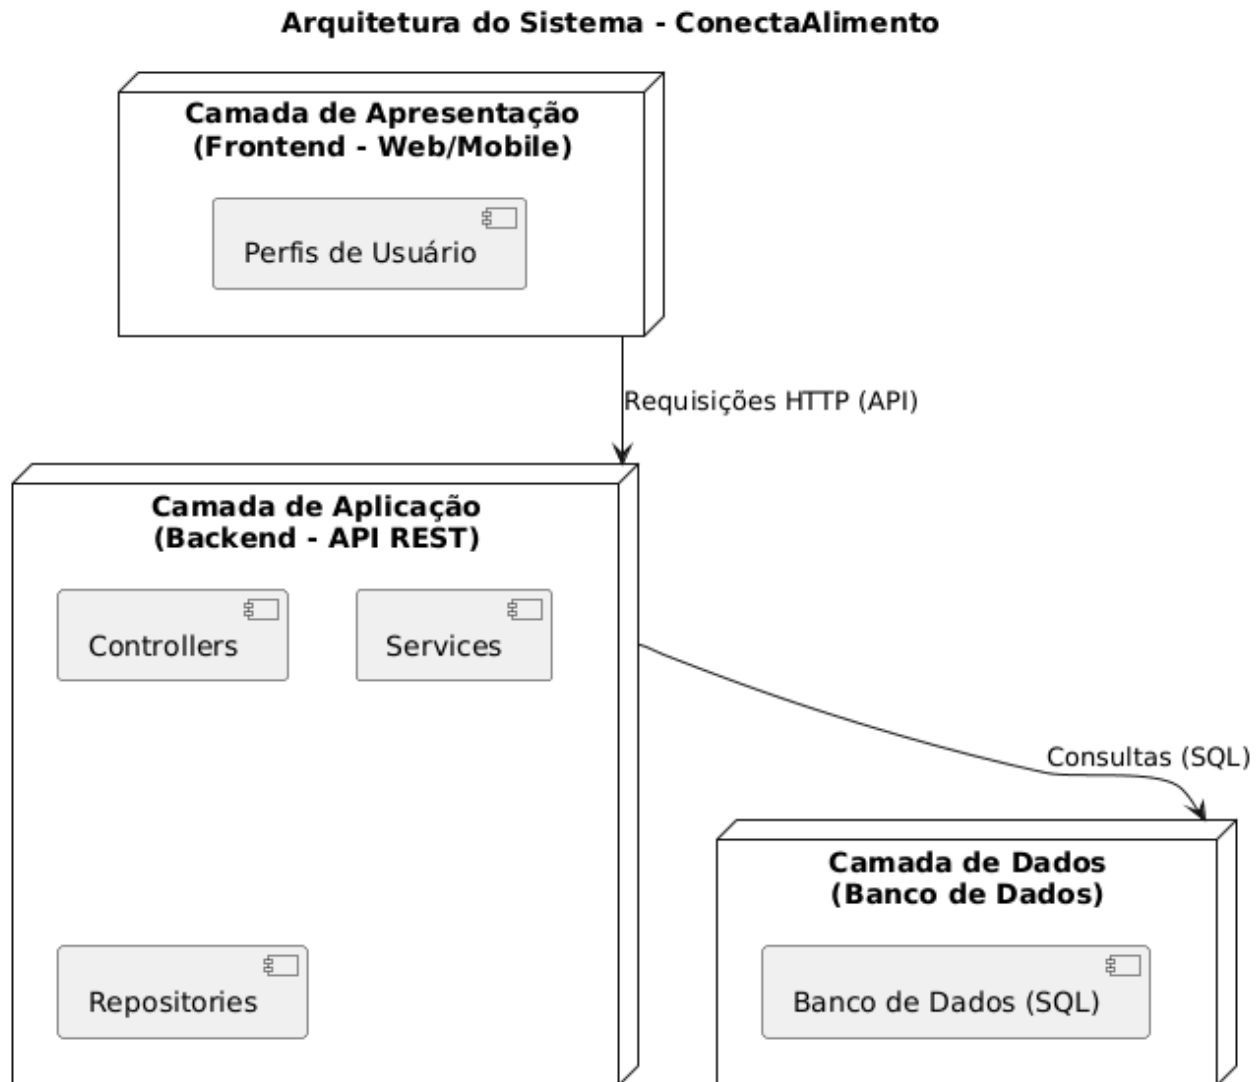 Arquitetura do Sistema - ConectaAlimento
Camada de Apresentação
(Frontend - Web/Mobile)
Perfis de Usuário
Requisições HTTP (API)
Camada de Aplicação
(Backend - API REST)
Controllers
Services
Consultas (SQL)
Camada de Dados
(Banco de Dados)
Repositories
Banco de Dados (SQL)